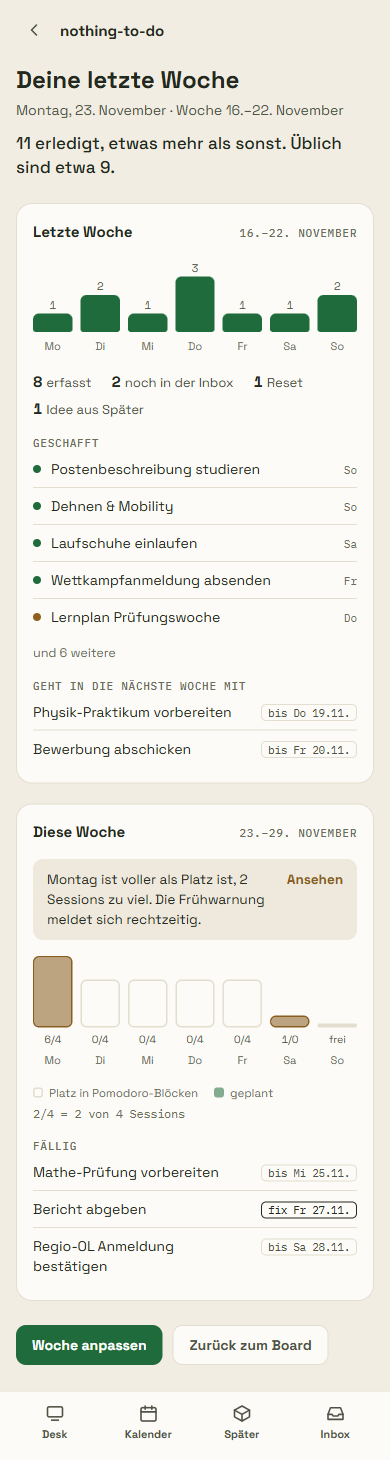 nothing-to-do
Deine letzte Woche
Montag, 23. November · Woche 16.–22. November
11 erledigt, etwas mehr als sonst. Üblich
sind etwa 9.
Letzte Woche 16.–22. NOVEMBER
1 2 1 3 1 1 2
Mo Di Mi Do Fr Sa So
8 erfasst 2 noch in der Inbox 1 Reset
1 Idee aus Später
GESCHAFFT
Postenbeschreibung studieren So
Dehnen & Mobility So
Laufschuhe einlaufen Sa
Wettkampfanmeldung absenden Fr
Lernplan Prüfungswoche Do
und 6 weitere
GEHT IN DIE NÄCHSTE WOCHE MIT
Physik-Praktikum vorbereiten bis Do 19.11.
Bewerbung abschicken bis Fr 20.11.
Diese Woche 23.–29. NOVEMBER
Montag ist voller als Platz ist, 2 Ansehen
Sessions zu viel. Die Frühwarnung
meldet sich rechtzeitig.
6/4 0/4 0/4 0/4 0/4 1/0 frei
Mo Di Mi Do Fr Sa So
Platz in Pomodoro-Blöcken geplant
2/4 = 2 von 4 Sessions
FÄLLIG
Mathe-Prüfung vorbereiten bis Mi 25.11.
Bericht abgeben fix Fr 27.11.
Regio-OL Anmeldung bis Sa 28.11.
bestätigen
Woche anpassen Zurück zum Board
Desk Kalender Später Inbox